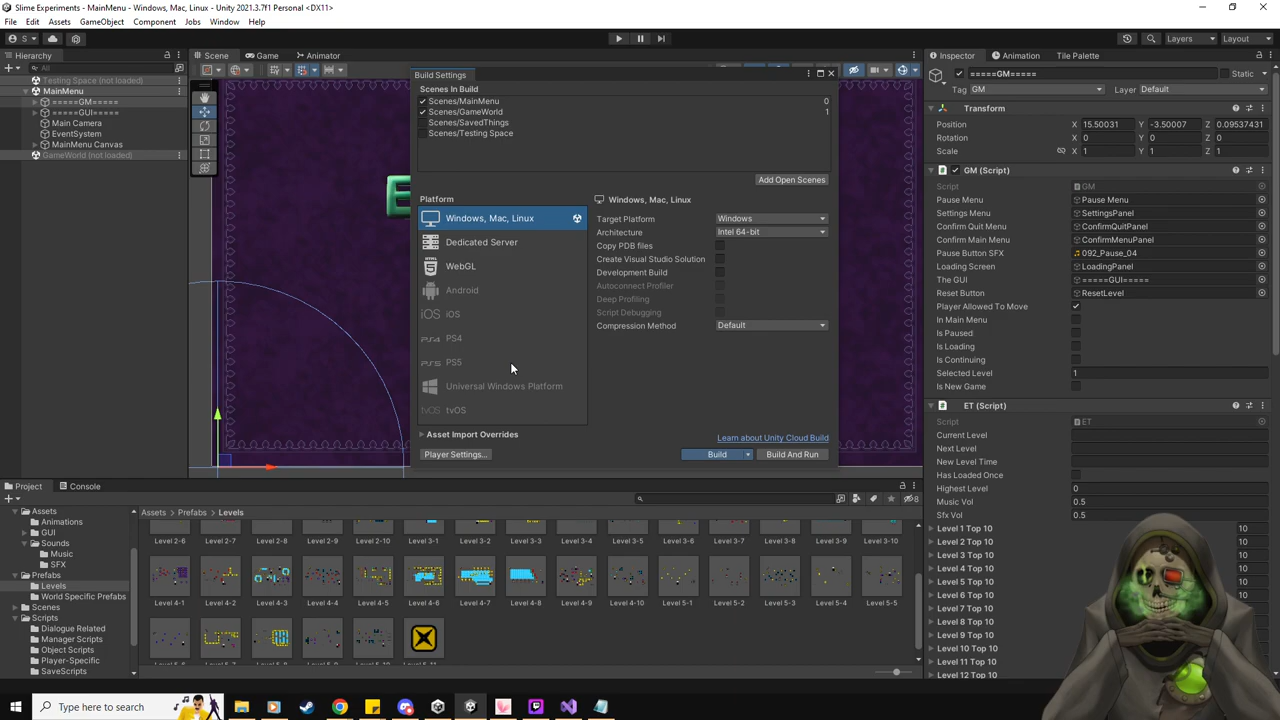 Slime Experiments - MainMenu - Windows, Mac, Linux - Unity 2021.3.7f1 Personal <DX11>
File Edit Assets GameObject Component Jobs Window Help
S Layers Layout
Hierarchy Scene Game Animator Inspector Animation Tile Palette
All
Testing Space (not loaded)
MainMenu
=====GM=====
=====GUI=====
Main Camera
EventSystem
MainMenu Canvas
GameWorld (not loaded)
Build Settings
Scenes In Build
Scenes/MainMenu 0
Scenes/GameWorld 1
Scenes/SavedThings
Scenes/Testing Space
Add Open Scenes
Platform
Windows, Mac, Linux
Dedicated Server
WebGL
Android
iOS iOS
PS4 PS4
PS5 PS5
Universal Windows Platform
tvOS tvOS
Asset Import Overrides
Player Settings...
Windows, Mac, Linux
Target Platform Windows
Architecture Intel 64-bit
Copy PDB files
Create Visual Studio Solution
Development Build
Autoconnect Profiler
Deep Profiling
Script Debugging
Compression Method Default
Learn about Unity Cloud Build
Build Build And Run
=====GM===== Static
Tag GM Layer Default
Transform
Position X 15.50031 Y -3.50007 Z 0.09537431
Rotation X 0 Y 0 Z 0
Scale X 1 Y 1 Z 1
GM (Script)
Script GM
Pause Menu Pause Menu
Settings Menu SettingsPanel
Confirm Quit Menu ConfirmQuitPanel
Confirm Main Menu ConfirmMenuPanel
Pause Button SFX 092_Pause_04
Loading Screen LoadingPanel
The GUI =====GUI=====
Reset Button ResetLevel
Player Allowed To Move
In Main Menu
Is Paused
Is Loading
Is Continuing
Selected Level 1
Is New Game
ET (Script)
Script ET
Current Level
Next Level
New Level Time
Has Loaded Once
Highest Level 0
Music Vol 0.5
Sfx Vol 0.5
Level 1 Top 10 10
Level 2 Top 10 10
Level 3 Top 10 10
Level 4 Top 10 10
Level 5 Top 10 10
Level 6 Top 10 10
Level 7 Top 10
Level 8 Top 10
Level 9 Top 10
Level 10 Top 10
Level 11 Top 10
Level 12 Top 10
Project Console
8
Assets
Animations
GUI
Sounds
Music
SFX
Prefabs
Levels
World Specific Prefabs
Scenes
Scripts
Dialogue Related
Manager Scripts
Object Scripts
Player-Specific
SaveScripts
Assets > Prefabs > Levels
Level 2-6 Level 2-7 Level 2-8 Level 2-9 Level 2-10 Level 3-1 Level 3-2 Level 3-3 Level 3-4 Level 3-5 Level 3-6 Level 3-7 Level 3-8 Level 3-9 Level 3-10
Level 4-1 Level 4-2 Level 4-3 Level 4-4 Level 4-5 Level 4-6 Level 4-7 Level 4-8 Level 4-9 Level 4-10 Level 5-1 Level 5-2 Level 5-3 Level 5-4 Level 5-5
Type here to search